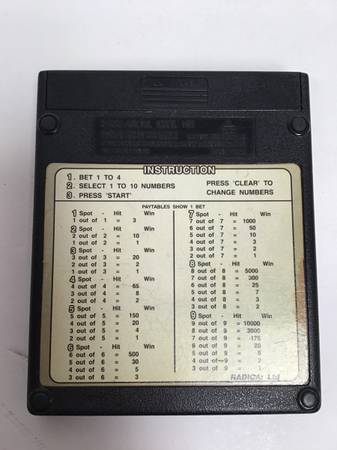 INSTRUCTION
1. BET 1 TO 4
2. SELECT 1 TO 10 NUMBERS
3. PRESS 'START'
PRESS 'CLEAR' TO
CHANGE NUMBERS
PAYTABLES SHOW 1 BET
1 Spot - Hit Win
1 out of 1 = 3
2 Spot - Hit Win
2 out of 2 = 10
1 out of 2 = 1
3 Spot - Hit Win
3 out of 3 = 20
2 out of 3 = 2
1 out of 3 = 1
4 Spot - Hit Win
4 out of 4 = 65
3 out of 4 = 8
2 out of 4 = 2
5 Spot - Hit Win
5 out of 5 = 150
4 out of 5 = 20
3 out of 5 = 4
2 out of 5 = 1
6 Spot - Hit Win
6 out of 6 = 500
5 out of 6 = 30
4 out of 6 = 5
3 out of 6 = 3
7 Spot - Hit Win
7 out of 7 = 1000
6 out of 7 = 50
5 out of 7 = 10
4 out of 7 = 3
3 out of 7 = 2
2 out of 7 = 1
8 Spot - Hit Win
8 out of 8 = 5000
7 out of 8 = 300
6 out of 8 = 25
5 out of 8 = 7
4 out of 8 = 2
3 out of 8 =
9 Spot - Hit Win
9 out of 9 = 10000
8 out of 9 =
7 out of 9 = 175
6 out of 9 = 20
5 out of 9 =
4 out of 9 = 2
3 out of 9 = 1
RADICA Ltd